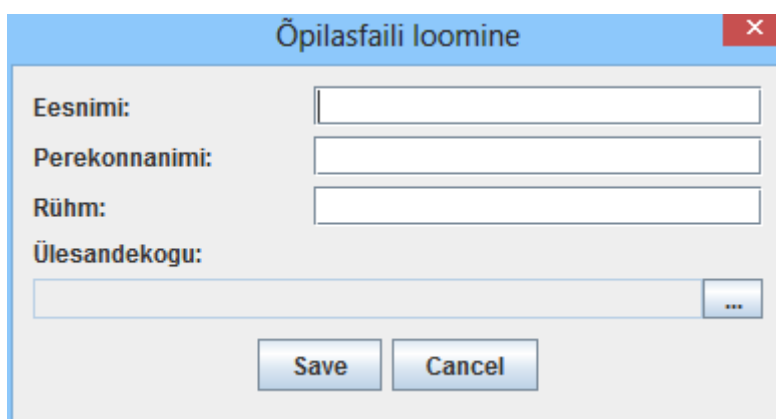 Õpilasfaili loomine
Eesnimi:
Perekonnanimi:
Rühm:
Ülesandekogu:
...
Save Cancel